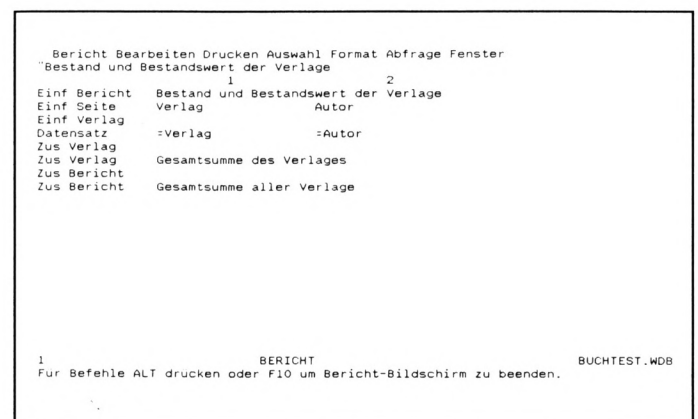 Bericht Bearbeiten Drucken Auswahl Format Abfrage Fenster
"Bestand und Bestandswert der Verlage
1 2
Einf Bericht Bestand und Bestandswert der Verlage
Einf Seite Verlag Autor
Einf Verlag
Datensatz =Verlag =Autor
Zus Verlag
Zus Verlag Gesamtsumme des Verlages
Zus Bericht
Zus Bericht Gesamtsumme aller Verlage
1 BERICHT BUCHTEST.WDB
Fur Befehle ALT drucken oder F10 um Bericht-Bildschirm zu beenden.